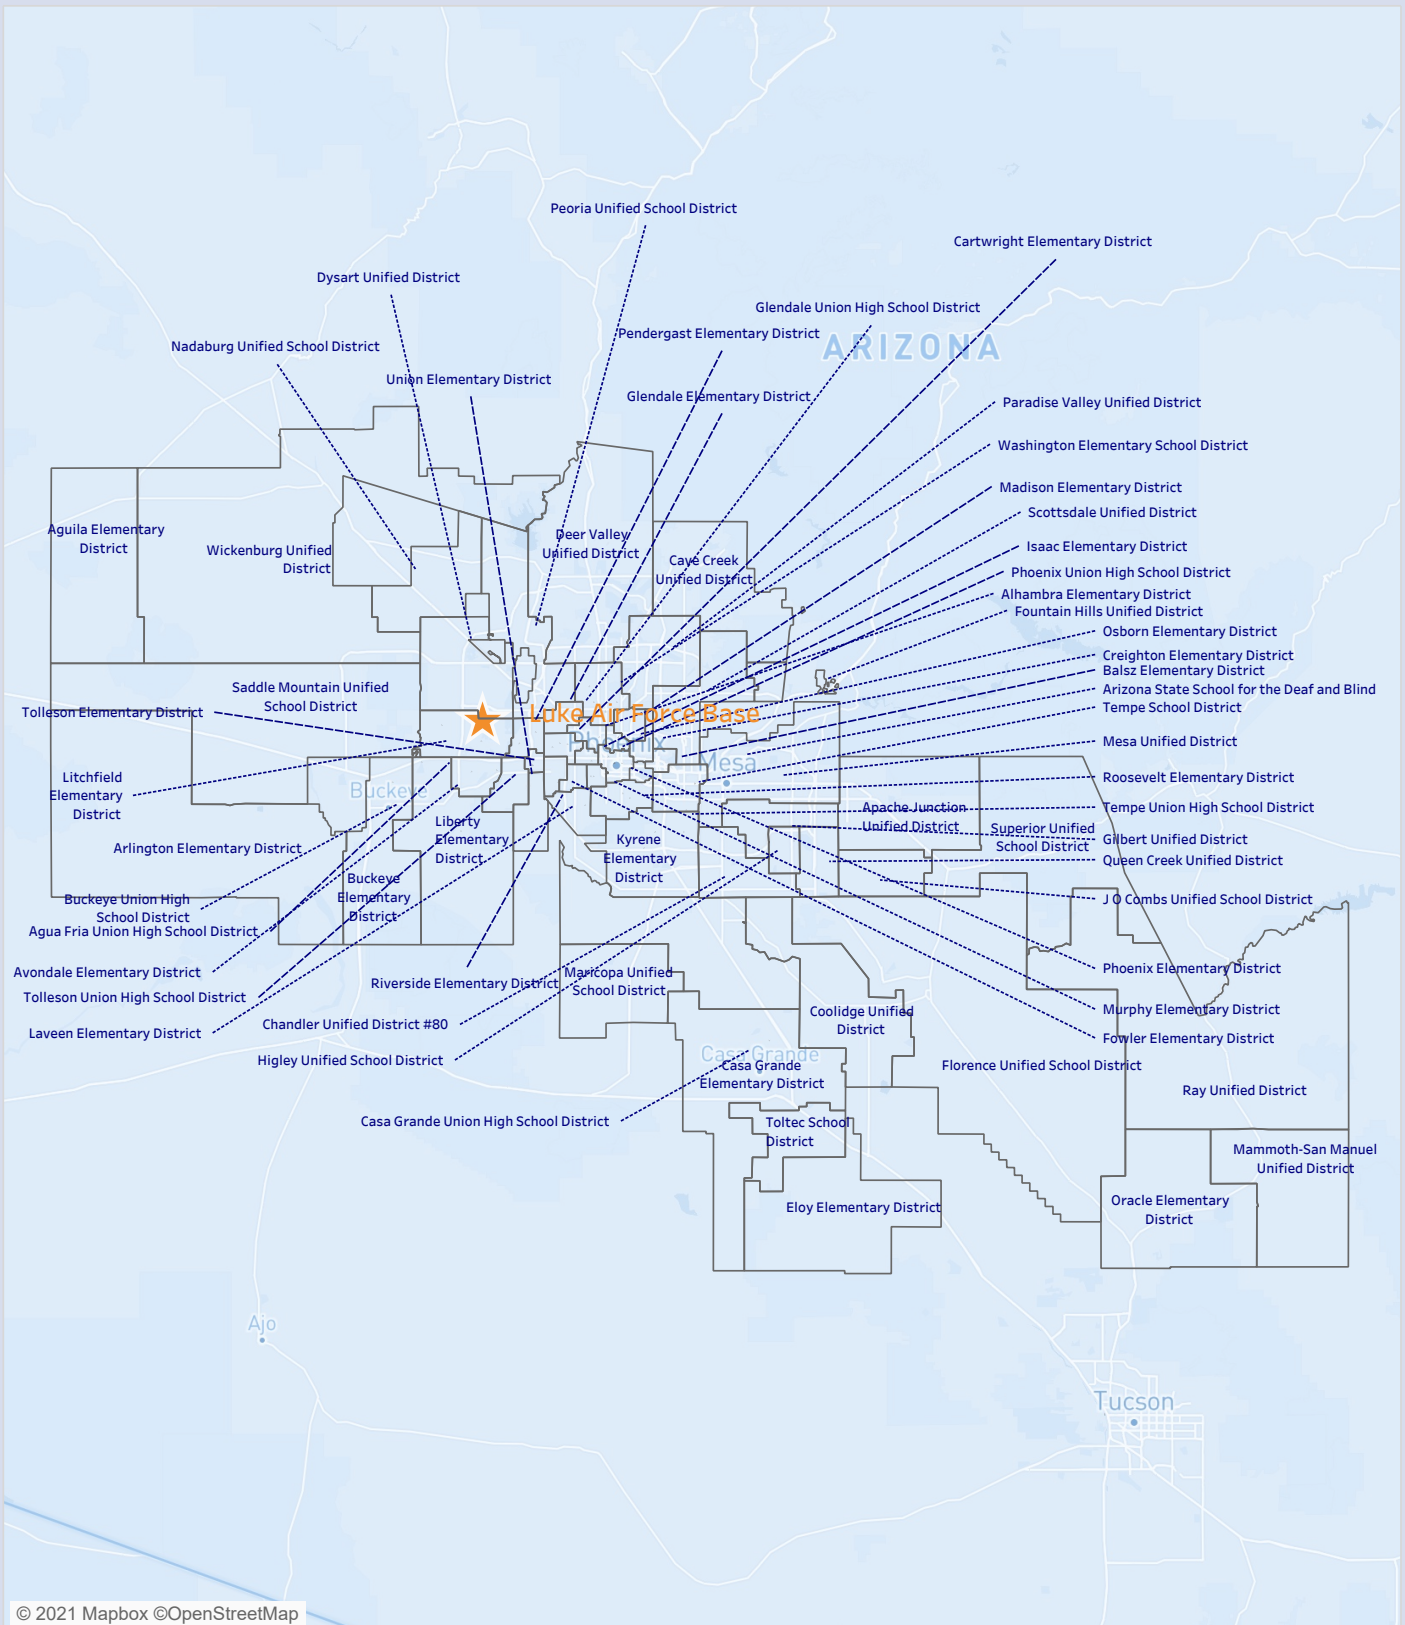 Peoria Unified School District
Cartwright Elementary District
Dysart Unified District
Glendale Union High School District
Pendergast Elementary District
ARIZONA
Nadaburg Unified School District
Union Elementary District
Glendale Elementary District
Paradise Valley Unified District
Washington Elementary School District
Madison Elementary District
Scottsdale Unified District
Aguila Elementary
District
Wickenburg Unified
District
Deer Valley
Unified District
Cave Creek
Unified District
Isaac Elementary District
Phoenix Union High School District
Alhambra Elementary District
Fountain Hills Unified District
Osborn Elementary District
Creighton Elementary District
Balsz Elementary District
Arizona State School for the Deaf and Blind
Tempe School District
Saddle Mountain Unified
School District
Tolleson Elementary District
Luke Air Force Base
Phoenix
Mesa
Mesa Unified District
Litchfield
Elementary
District
Buckeye
Roosevelt Elementary District
Tempe Union High School District
Apache Junction
Unified District
Superior Unified
School District
Gilbert Unified District
Queen Creek Unified District
Liberty
Elementary
District
Kyrene
Elementary
District
Arlington Elementary District
Buckeye
Elementary
District
Buckeye Union High
School District
J O Combs Unified School District
Agua Fria Union High School District
Avondale Elementary District
Riverside Elementary District
Maricopa Unified
School District
Phoenix Elementary District
Tolleson Union High School District
Murphy Elementary District
Laveen Elementary District
Chandler Unified District #80
Coolidge Unified
District
Fowler Elementary District
Higley Unified School District
Casa Grande
Casa Grande
Elementary District
Florence Unified School District
Ray Unified District
Casa Grande Union High School District
Toltec School
District
Mammoth-San Manuel
Unified District
Eloy Elementary District
Oracle Elementary
District
Ajo
Tucson
© 2021 Mapbox ©OpenStreetMap